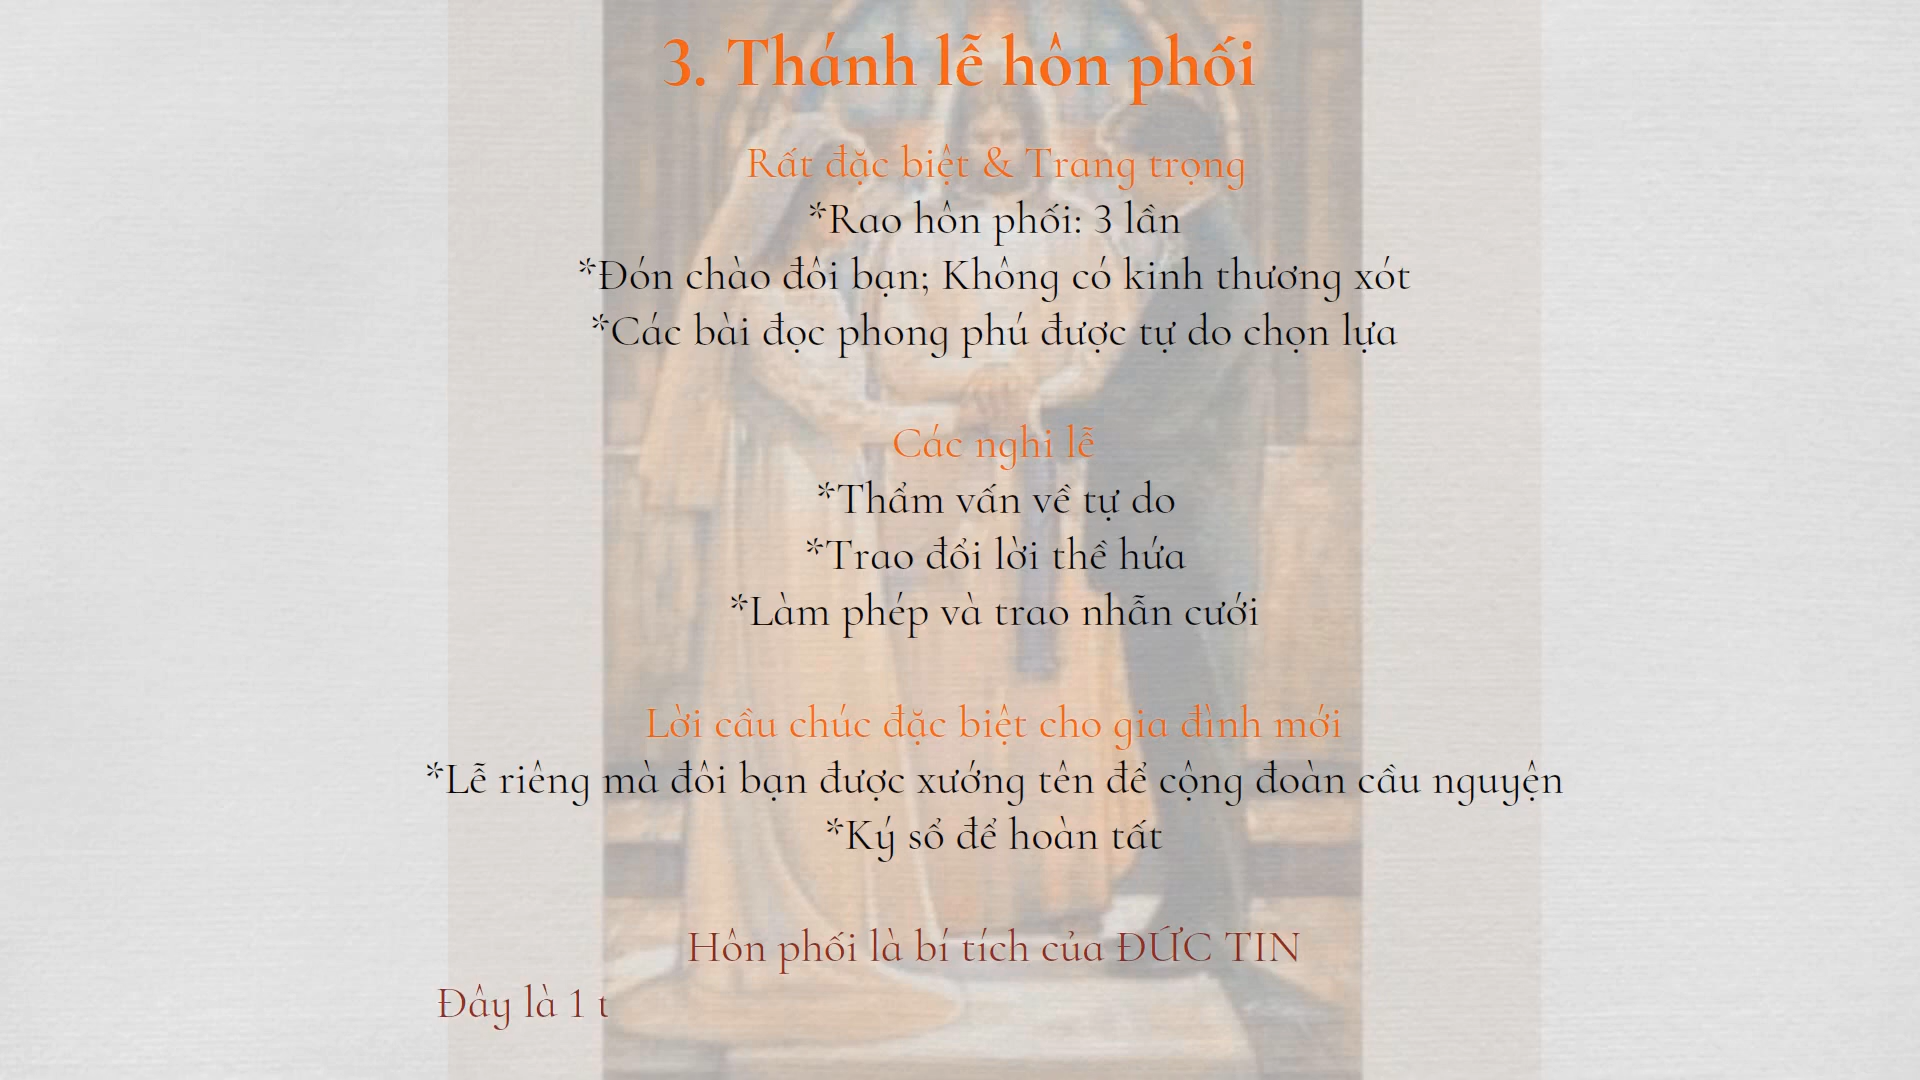 3. Thánh lễ hôn phối
Rất đặc biệt & Trang trọng
*Rao hôn phối: 3 lần
*Đón chào đôi bạn; Không có kinh thương xót
*Các bài đọc phong phú được tự do chọn lựa
Các nghi lễ
*Thẩm vấn về tự do
*Trao đổi lời thề hứa
*Làm phép và trao nhẫn cưới
Lời cầu chúc đặc biệt cho gia đình mới
*Lễ riêng mà đôi bạn được xướng tên để cộng đoàn cầu nguyện
*Ký sổ để hoàn tất
Hôn phối là bí tích của ĐỨC TIN
Đây là 1 t